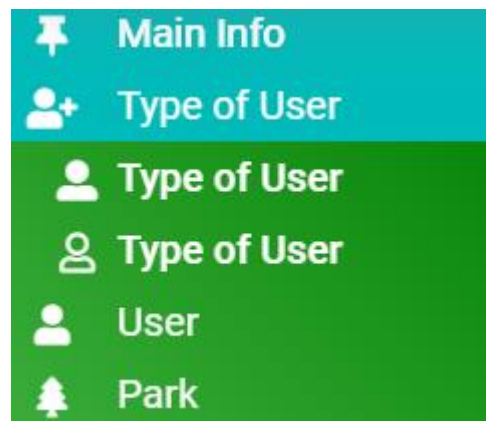 Main Info
Type of User
Type of User
Type of User
User
Park